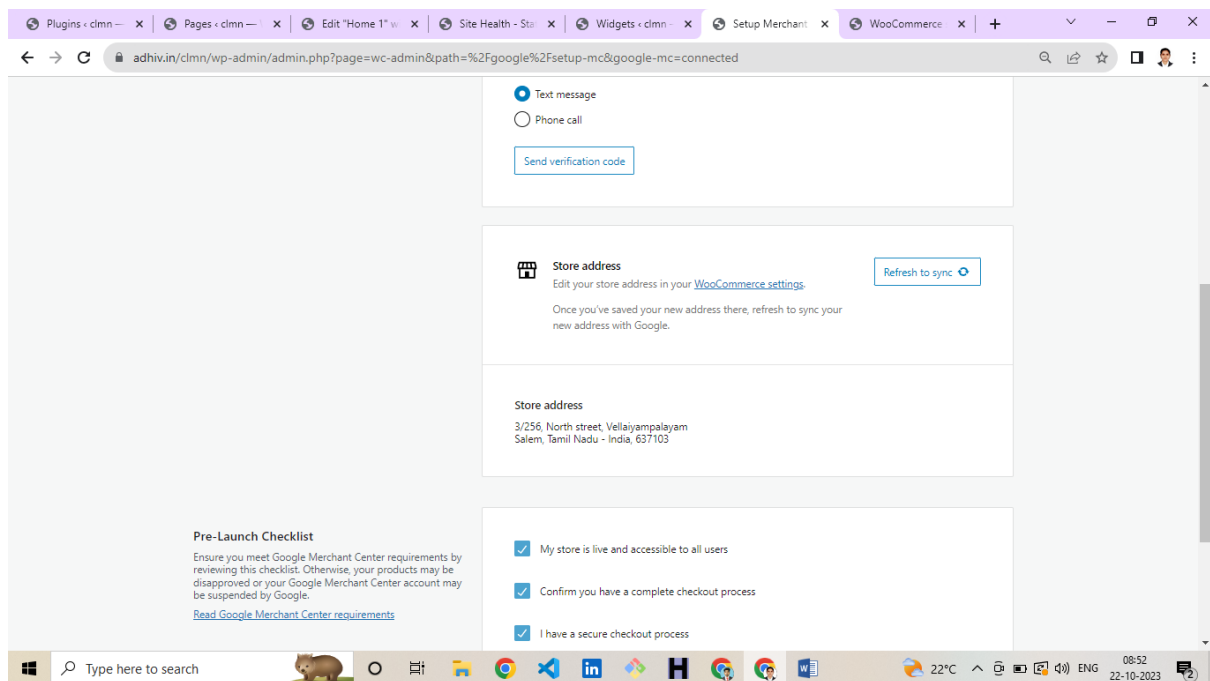 Plugins ‹ clmn —
Pages ‹ clmn —
Edit "Home 1" w
Site Health - Sta
Widgets ‹ clmn –
Setup Merchant
WooCommerce
adhiv.in/clmn/wp-admin/admin.php?page=wc-admin&path=%2Fgoogle%2Fsetup-mc&google-mc=connected
Text message
Phone call
Send verification code
Store address
Edit your store address in your WooCommerce settings.
Once you've saved your new address there, refresh to sync your
new address with Google.
Refresh to sync
Store address
3/256, North street, Vellaiyampalayam
Salem, Tamil Nadu - India, 637103
Pre-Launch Checklist
Ensure you meet Google Merchant Center requirements by
reviewing this checklist. Otherwise, your products may be
disapproved or your Google Merchant Center account may
be suspended by Google.
Read Google Merchant Center requirements
My store is live and accessible to all users
Confirm you have a complete checkout process
I have a secure checkout process
Type here to search
in
H
W
22°C
ENG
08:52
22-10-2023
2